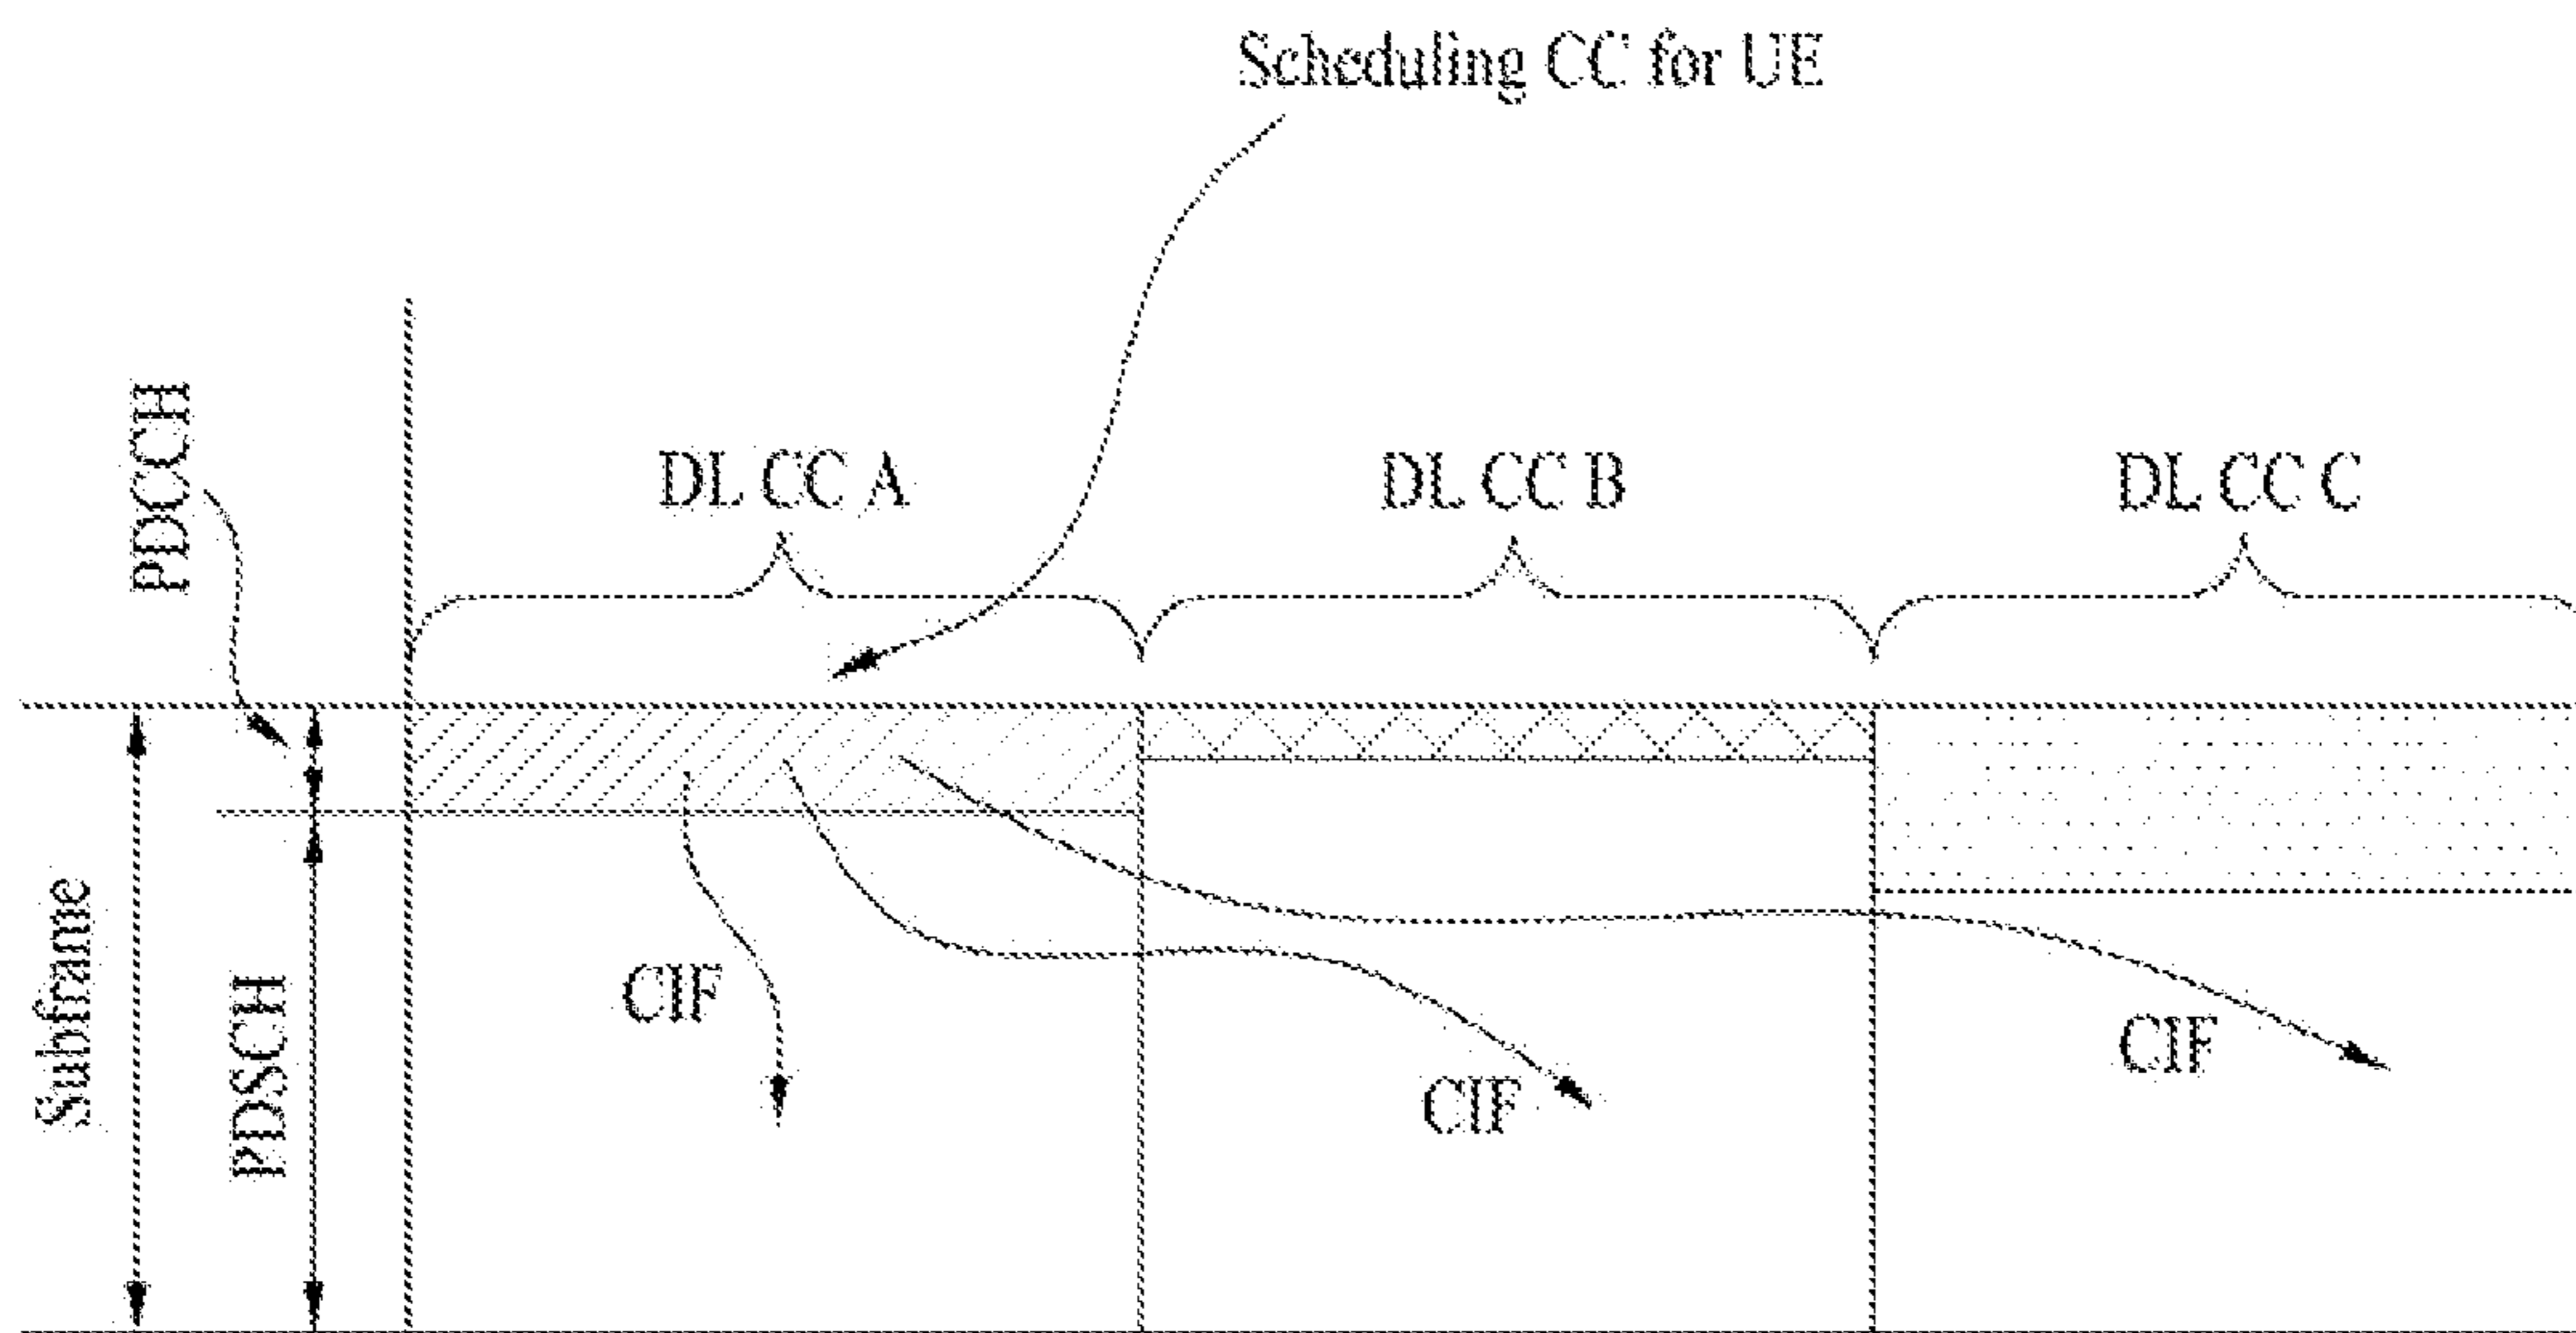 Scheduling CC for UE
PDCCH
DL CC A
DL CC B
DL CC C
Subframe
PDSCH
CIF
CIF
CIF